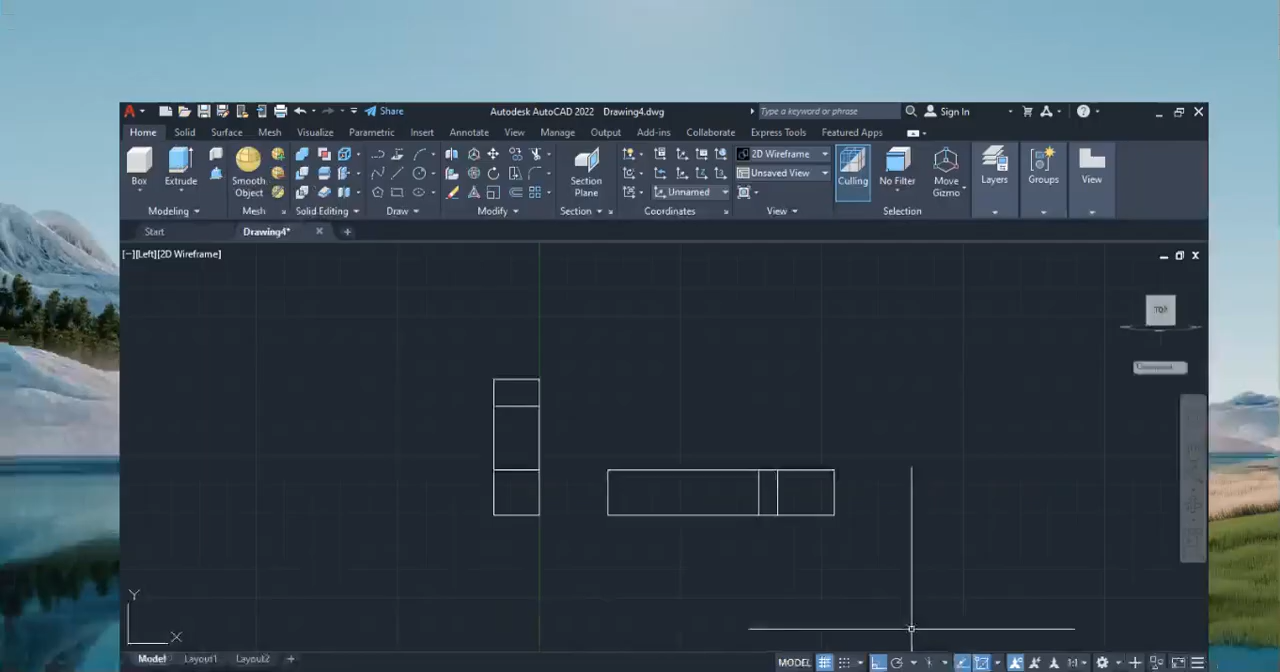 Share
Autodesk AutoCAD 2022 Drawing4.dwg
Type a keyword or phrase
Sign In
Home Solid Surface Mesh Visualize Parametric Insert Annotate View Manage Output Add-ins Collaborate Express Tools Featured Apps
2D Wireframe
Unsaved View
Unnamed
Box Extrude Smooth Object Section Plane Culling No Filter Move Gizmo Layers Groups View
Modeling Mesh Solid Editing Draw Modify Section Coordinates View Selection
Start Drawing4* +
[−][Left][2D Wireframe]
TOP
Y
X
Model Layout1 Layout2 +
MODEL 1:1